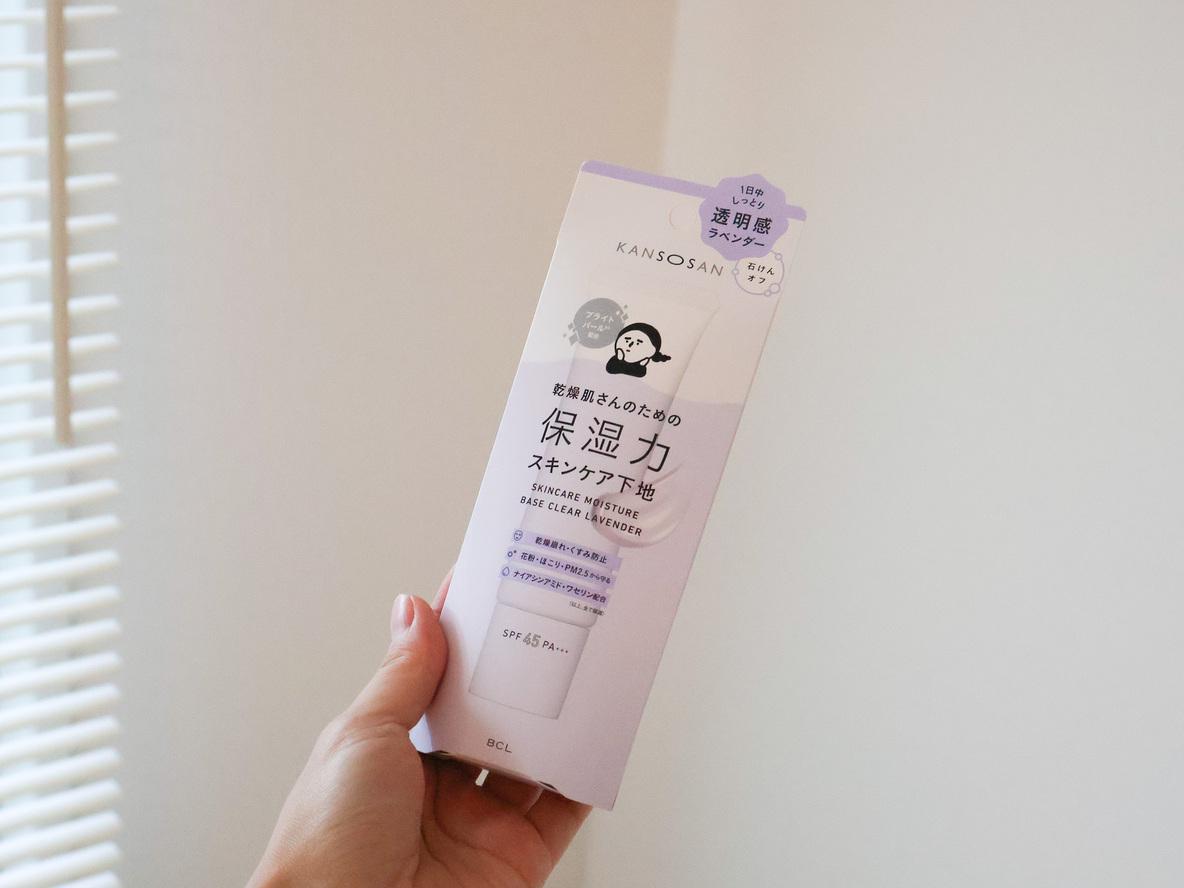 1日中
しっとり
透明感
ラベンダー
KANSOSAN
石けん
オフ
ブライト
パール
配合
乾燥肌さんのための
保湿力
スキンケア下地
SKINCARE MOISTURE
BASE CLEAR LAVENDER
乾燥崩れ・くすみ防止
花粉・ほこり・PM2.5から守る
ナイアシンアミド・ワセリン配合
SPF 45 PA+++
BCL